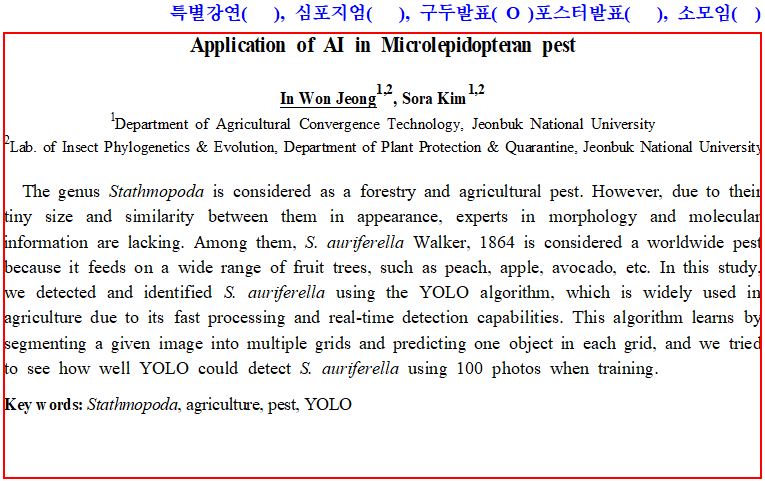 특별강연( ), 심포지엄( ), 구두발표( O )포스터발표( ), 소모임( )
Application of AI in Microlepidopteran pest
In Won Jeong1,2, Sora Kim1,2
1Department of Agricultural Convergence Technology, Jeonbuk National University
2Lab. of Insect Phylogenetics & Evolution, Department of Plant Protection & Quarantine, Jeonbuk National University
The genus Stathmopoda is considered as a forestry and agricultural pest. However, due to their
tiny size and similarity between them in appearance, experts in morphology and molecular
information are lacking. Among them, S. auriferella Walker, 1864 is considered a worldwide pest
because it feeds on a wide range of fruit trees, such as peach, apple, avocado, etc. In this study,
we detected and identified S. auriferella using the YOLO algorithm, which is widely used in
agriculture due to its fast processing and real-time detection capabilities. This algorithm learns by
segmenting a given image into multiple grids and predicting one object in each grid, and we tried
to see how well YOLO could detect S. auriferella using 100 photos when training.
Key words: Stathmopoda, agriculture, pest, YOLO